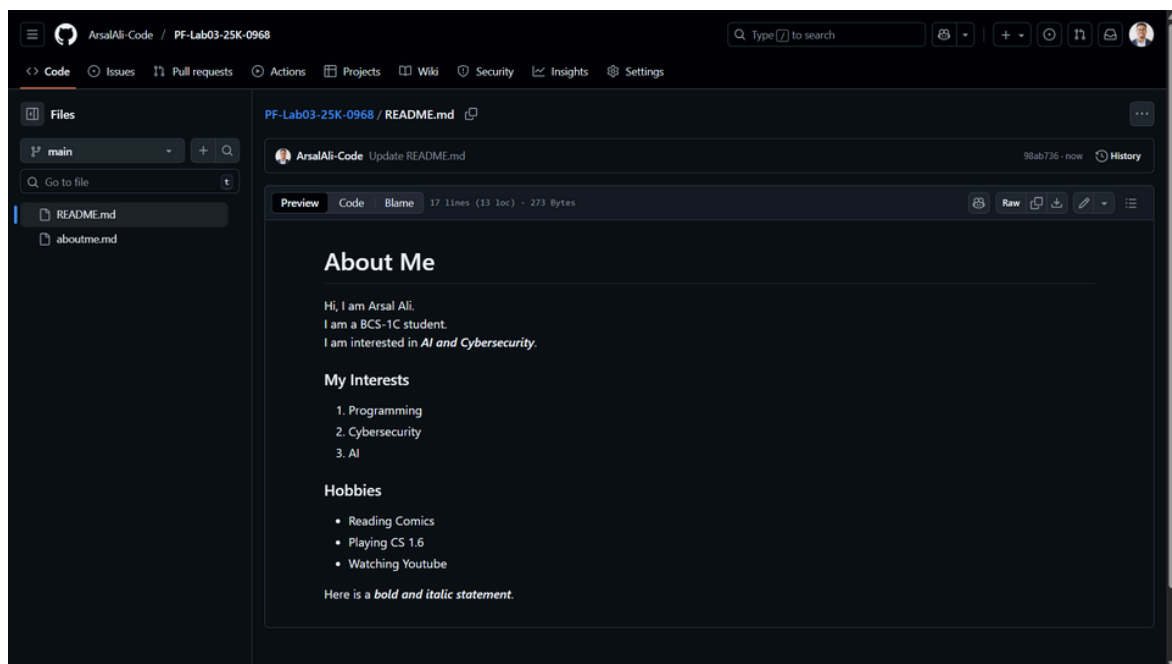 ArsalAli-Code / PF-Lab03-25K-0968
Type / to search
<> Code Issues Pull requests Actions Projects Wiki Security Insights Settings
Files
main
Go to file t
README.md
aboutme.md
PF-Lab03-25K-0968 / README.md
ArsalAli-Code Update README.md 98ab736 · now History
Preview Code Blame 17 lines (13 loc) · 273 Bytes Raw
About Me
Hi, I am Arsal Ali.
I am a BCS-1C student.
I am interested in AI and Cybersecurity.
My Interests
1. Programming
2. Cybersecurity
3. AI
Hobbies
• Reading Comics
• Playing CS 1.6
• Watching Youtube
Here is a bold and italic statement.